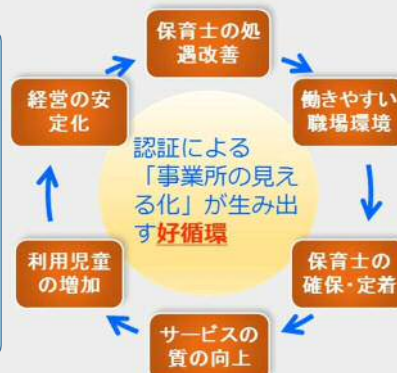 保育士の処
遇改善
働きやすい
職場環境
保育士の
確保・定着
サービスの
質の向上
利用児童
の増加
経営の安
定化
認証による
「事業所の見え
る化」が生み出
す好循環